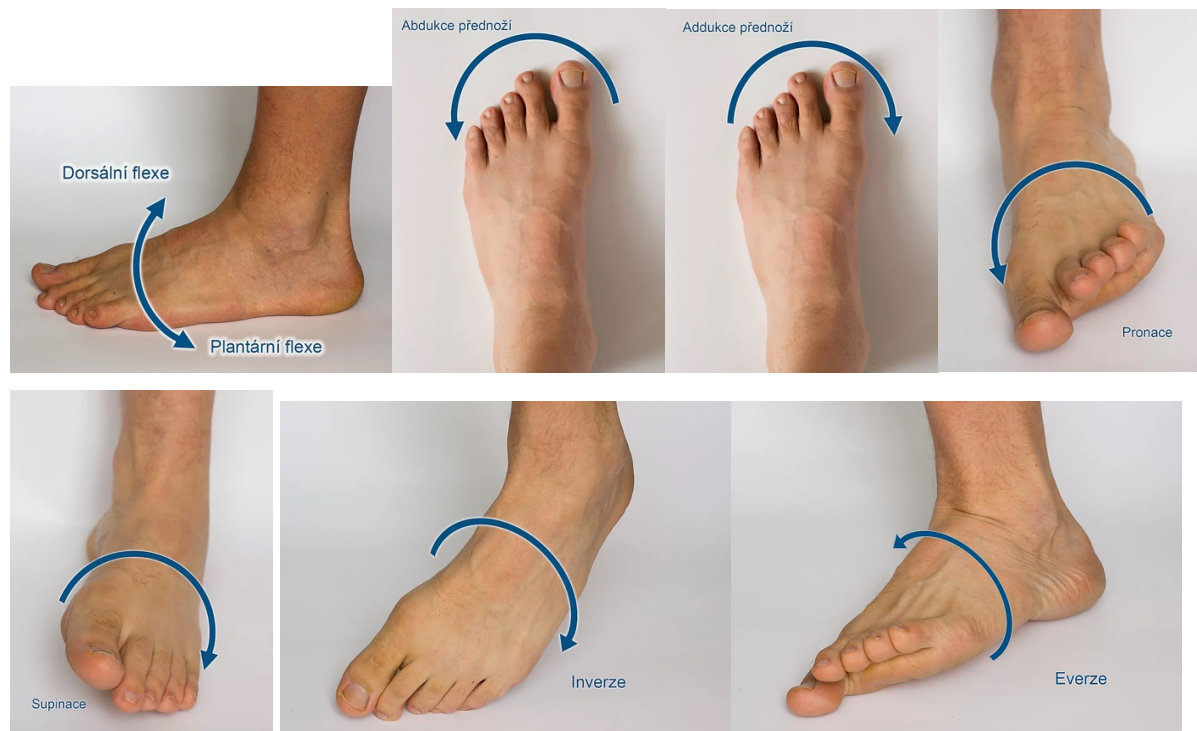 Abdukce přednoží
Addukce přednoží
Dorsální flexe
Plantární flexe
Pronace
Supinace
Inverze
Everze